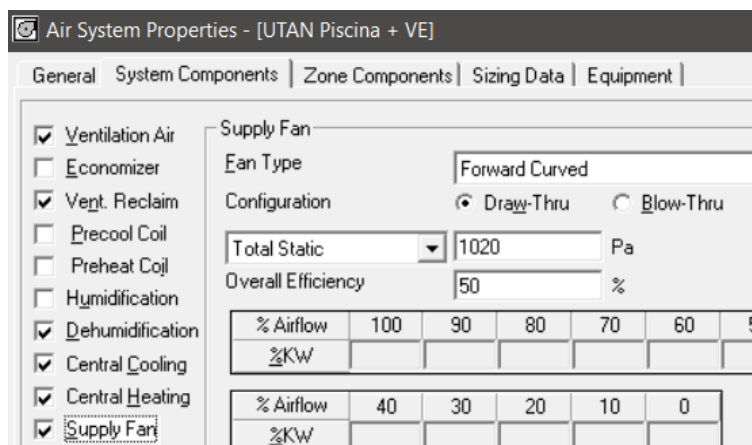 Air System Properties - [UTAN Piscina + VE]
General System Components Zone Components Sizing Data Equipment
Ventilation Air
Economizer
Vent. Reclaim
Precool Coil
Preheat Coil
Humidification
Dehumidification
Central Cooling
Central Heating
Supply Fan
Supply Fan
Fan Type Forward Curved
Configuration Draw-Thru Blow-Thru
Total Static 1020 Pa
Overall Efficiency 50 %
% Airflow 100 90 80 70 60
%KW
% Airflow 40 30 20 10 0
%KW